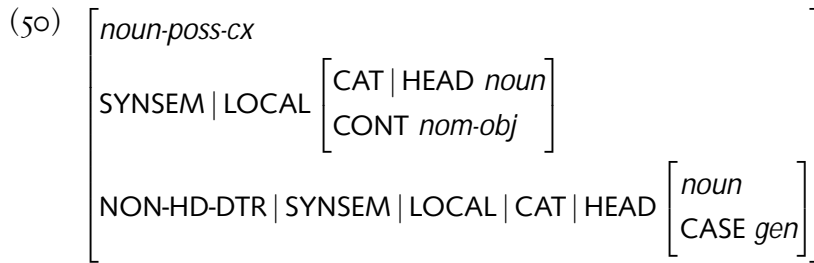 (50) noun-poss-cx
SYNSEM | LOCAL
CAT | HEAD noun
CONT nom-obj
NON-HD-DTR | SYNSEM | LOCAL | CAT | HEAD
noun
CASE gen